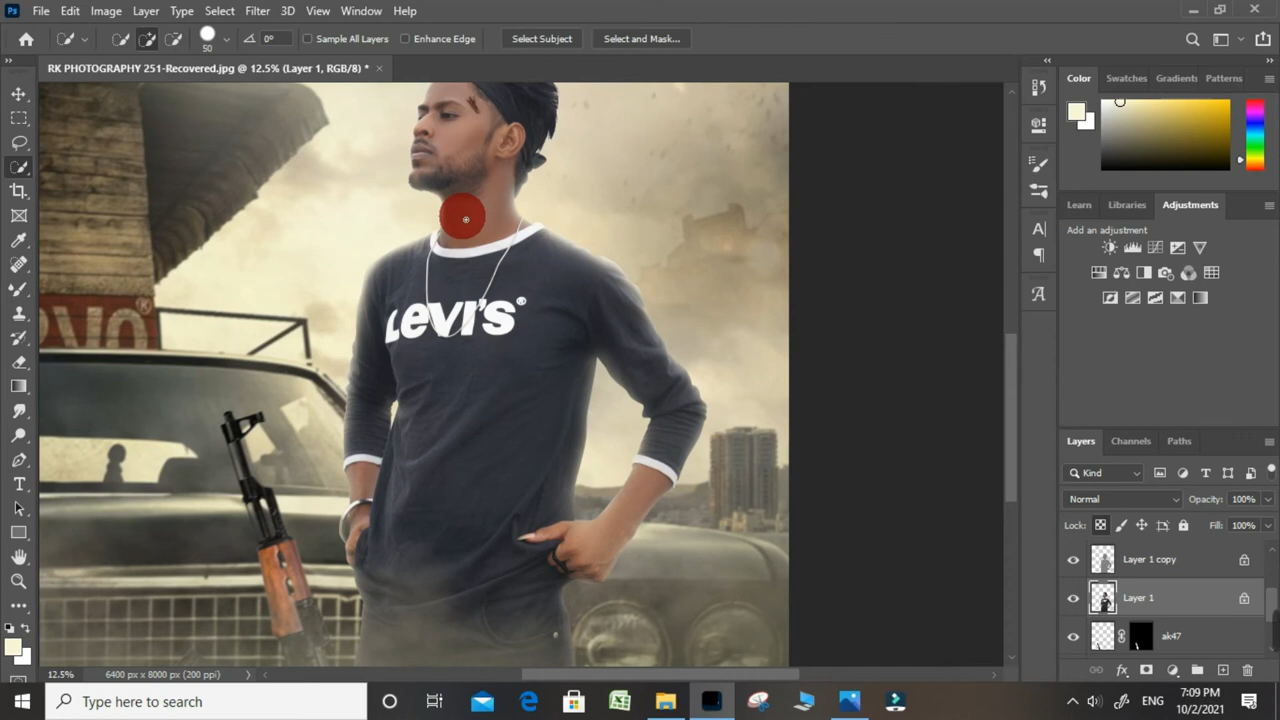 Ps File Edit Image Layer Type Select Filter 3D View Window Help
50 0° Sample All Layers Enhance Edge Select Subject Select and Mask...
RK PHOTOGRAPHY 251-Recovered.jpg @ 12.5% (Layer 1, RGB/8) * ×
Color Swatches Gradients Patterns
Learn Libraries Adjustments
Add an adjustment
LeVI'S®
RVO®
Layers Channels Paths
Kind
Normal Opacity: 100%
Lock: Fill: 100%
Layer 1 copy
Layer 1
ak47
12.5% 6400 px x 8000 px (200 ppi)
Type here to search
ENG
7:09 PM
10/2/2021